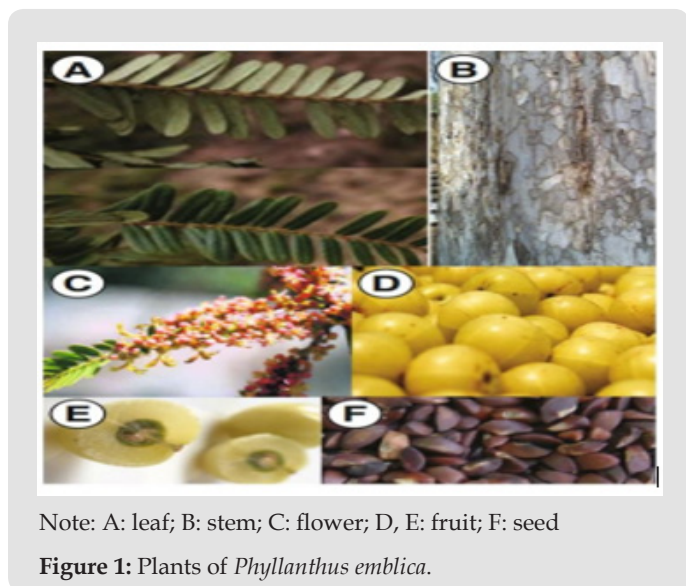 A
B
C
D
E
F
Note: A: leaf; B: stem; C: flower; D, E: fruit; F: seed
Figure 1: Plants of Phyllanthus emblica.